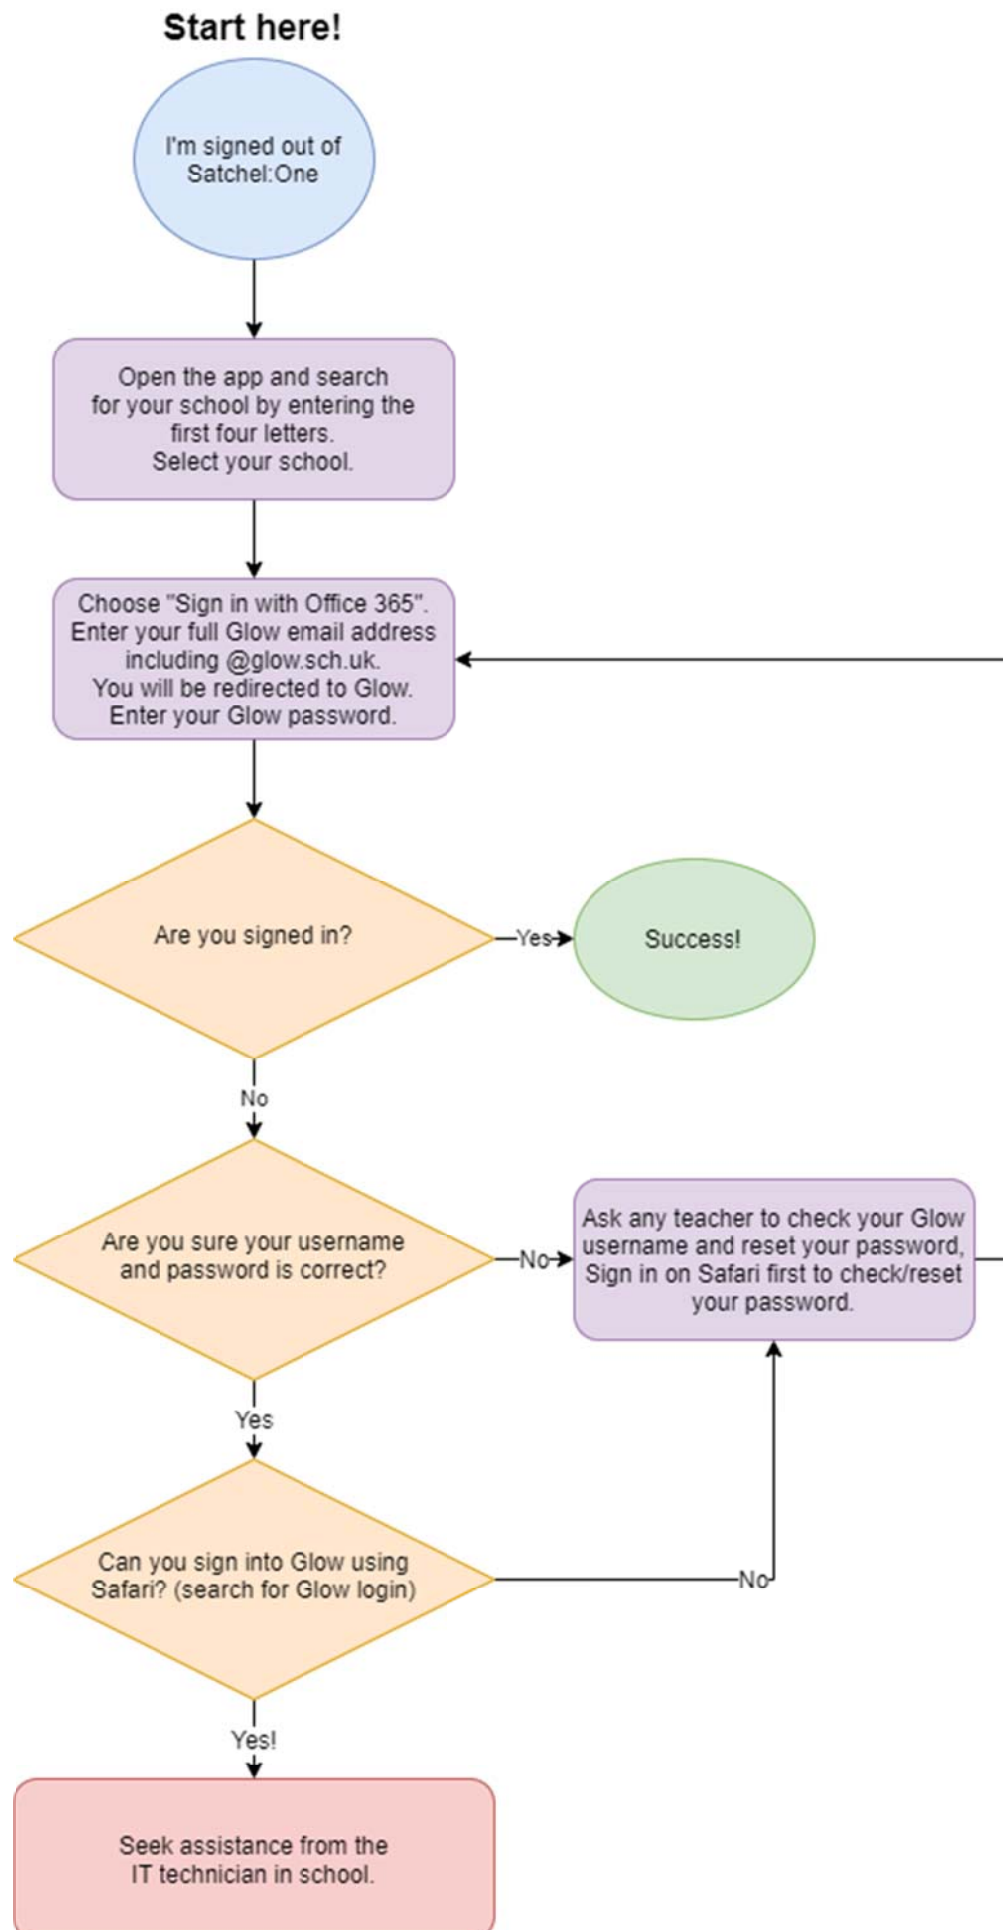 Start here!
I'm signed out of
Satchel:One
Open the app and search
for your school by entering the
first four letters.
Select your school.
Choose "Sign in with Office 365".
Enter your full Glow email address
including @glow.sch.uk.
You will be redirected to Glow.
Enter your Glow password.
Are you signed in?
Yes
Success!
No
Are you sure your username
and password is correct?
No
Ask any teacher to check your Glow
username and reset your password,
Sign in on Safari first to check/reset
your password.
Yes
Can you sign into Glow using
Safari? (search for Glow login)
No
Yes!
Seek assistance from the
IT technician in school.